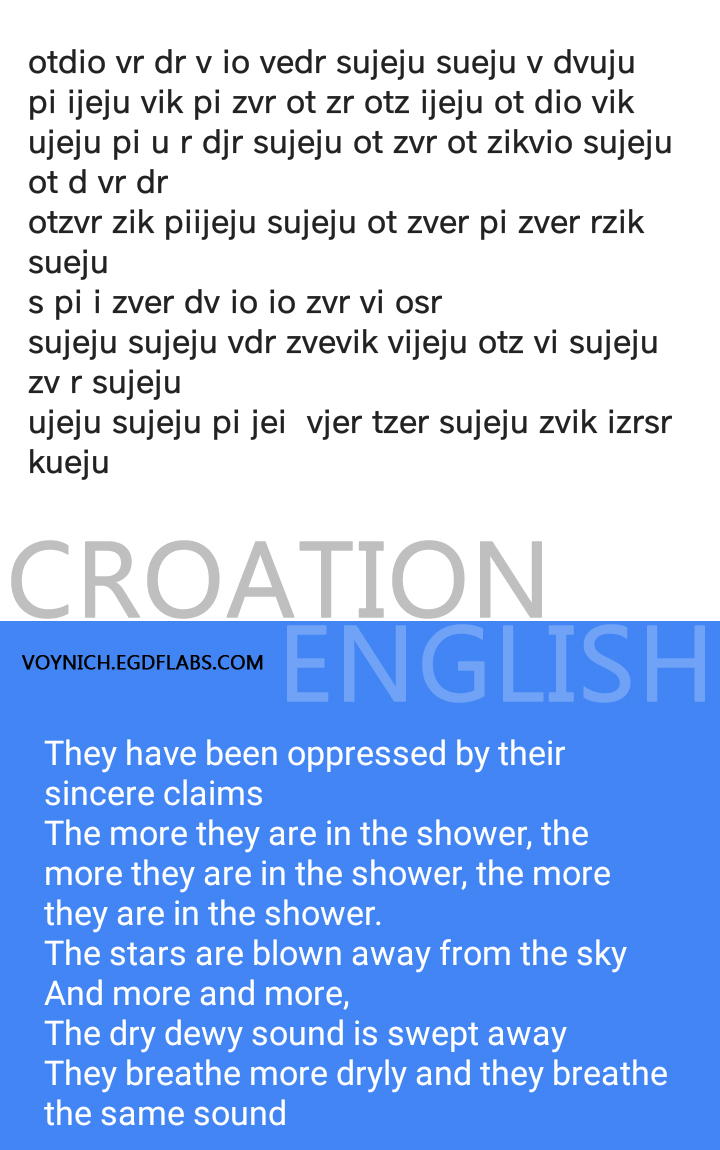 otdio vr dr v io vedr sujeju sueju v dvuju
pi ijeju vik pi zvr ot zr otz ijeju ot dio vik
ujeju pi u r djr sujeju ot zvr ot zikvio sujeju
ot d vr dr
otzvr zik piijeju sujeju ot zver pi zver rzik
sueju
s pi i zver dv io io zvr vi osr
sujeju sujeju vdr zvevik vijeju otz vi sujeju
zv r sujeju
ujeju sujeju pi jei  vjer tzer sujeju zvik izrsr
kueju
CROATION
ENGLISH
VOYNICH.EGDFLABS.COM
They have been oppressed by their
sincere claims
The more they are in the shower, the
more they are in the shower, the more
they are in the shower.
The stars are blown away from the sky
And more and more,
The dry dewy sound is swept away
They breathe more dryly and they breathe
the same sound